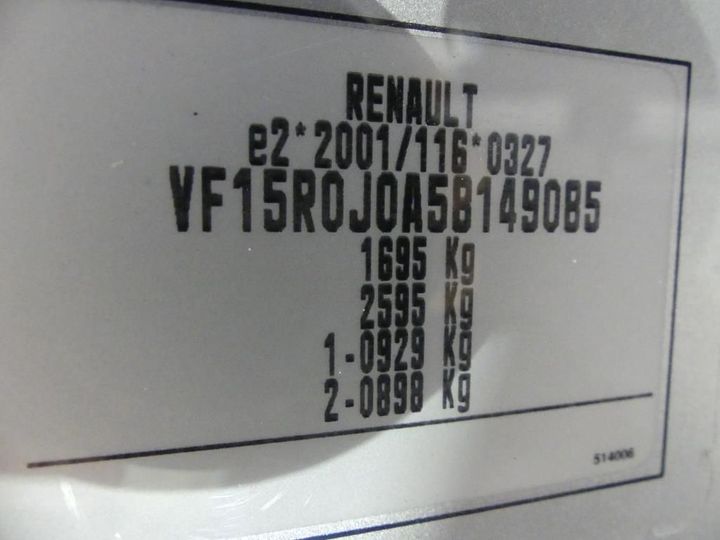 RENAULT
e2*2001/116*0327
VF15R0J0A5B149085
1695 Kg
2595 Kg
1-0929 Kg
2-0898 Kg
514006